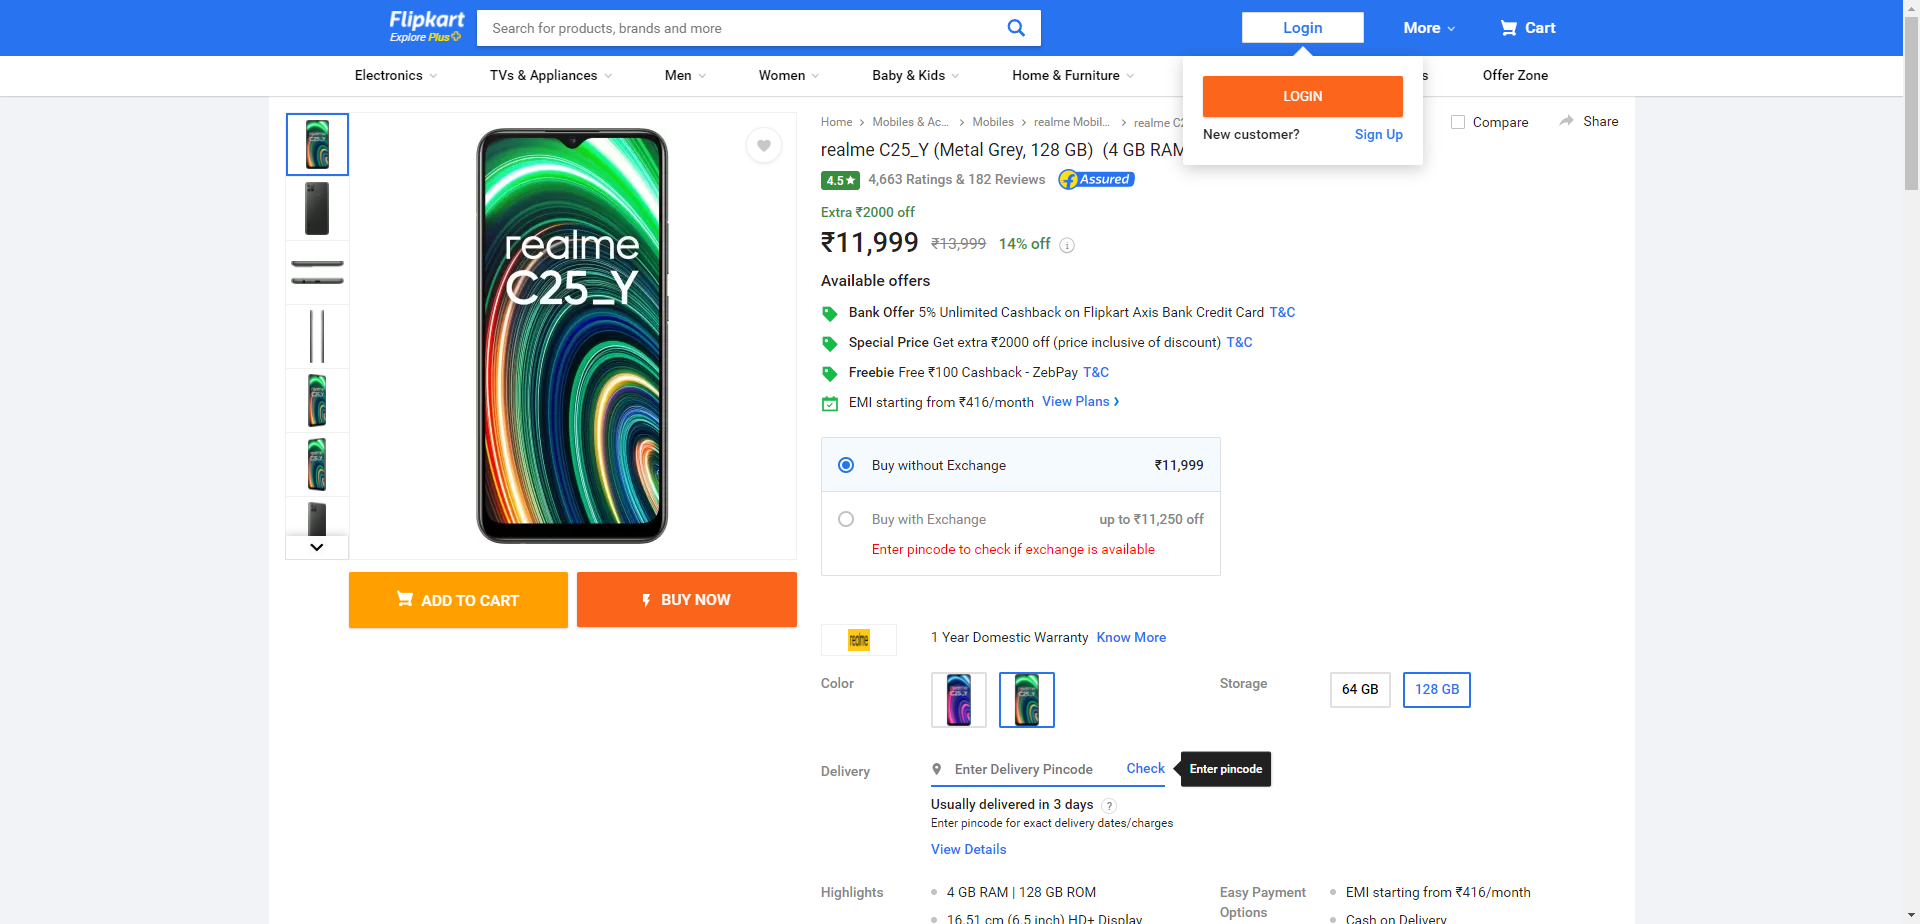 Flipkart
Explore Plus
Search for products, brands and more
Login
More
Cart
Electronics
TVs & Appliances
Men
Women
Baby & Kids
Home & Furniture
Offer Zone
LOGIN
New customer?
Sign Up
Home
Mobiles & Ac...
Mobiles
realme Mobil...
realme C2
Compare
Share
realme C25_Y (Metal Grey, 128 GB) (4 GB RAM
4.5
4,663 Ratings & 182 Reviews
Assured
Extra ₹2000 off
₹11,999 ₹13,999 14% off
Available offers
Bank Offer 5% Unlimited Cashback on Flipkart Axis Bank Credit Card T&C
Special Price Get extra ₹2000 off (price inclusive of discount) T&C
Freebie Free ₹100 Cashback - ZebPay T&C
EMI starting from ₹416/month View Plans
realme
C25_Y
Buy without Exchange
₹11,999
Buy with Exchange
up to ₹11,250 off
Enter pincode to check if exchange is available
ADD TO CART
BUY NOW
realme
1 Year Domestic Warranty Know More
Color
Storage
64 GB
128 GB
Delivery
Enter Delivery Pincode
Check
Enter pincode
Usually delivered in 3 days ?
Enter pincode for exact delivery dates/charges
View Details
Highlights
4 GB RAM | 128 GB ROM
16.51 cm (6.5 inch) HD+ Display
Easy Payment
Options
EMI starting from ₹416/month
Cash on Delivery